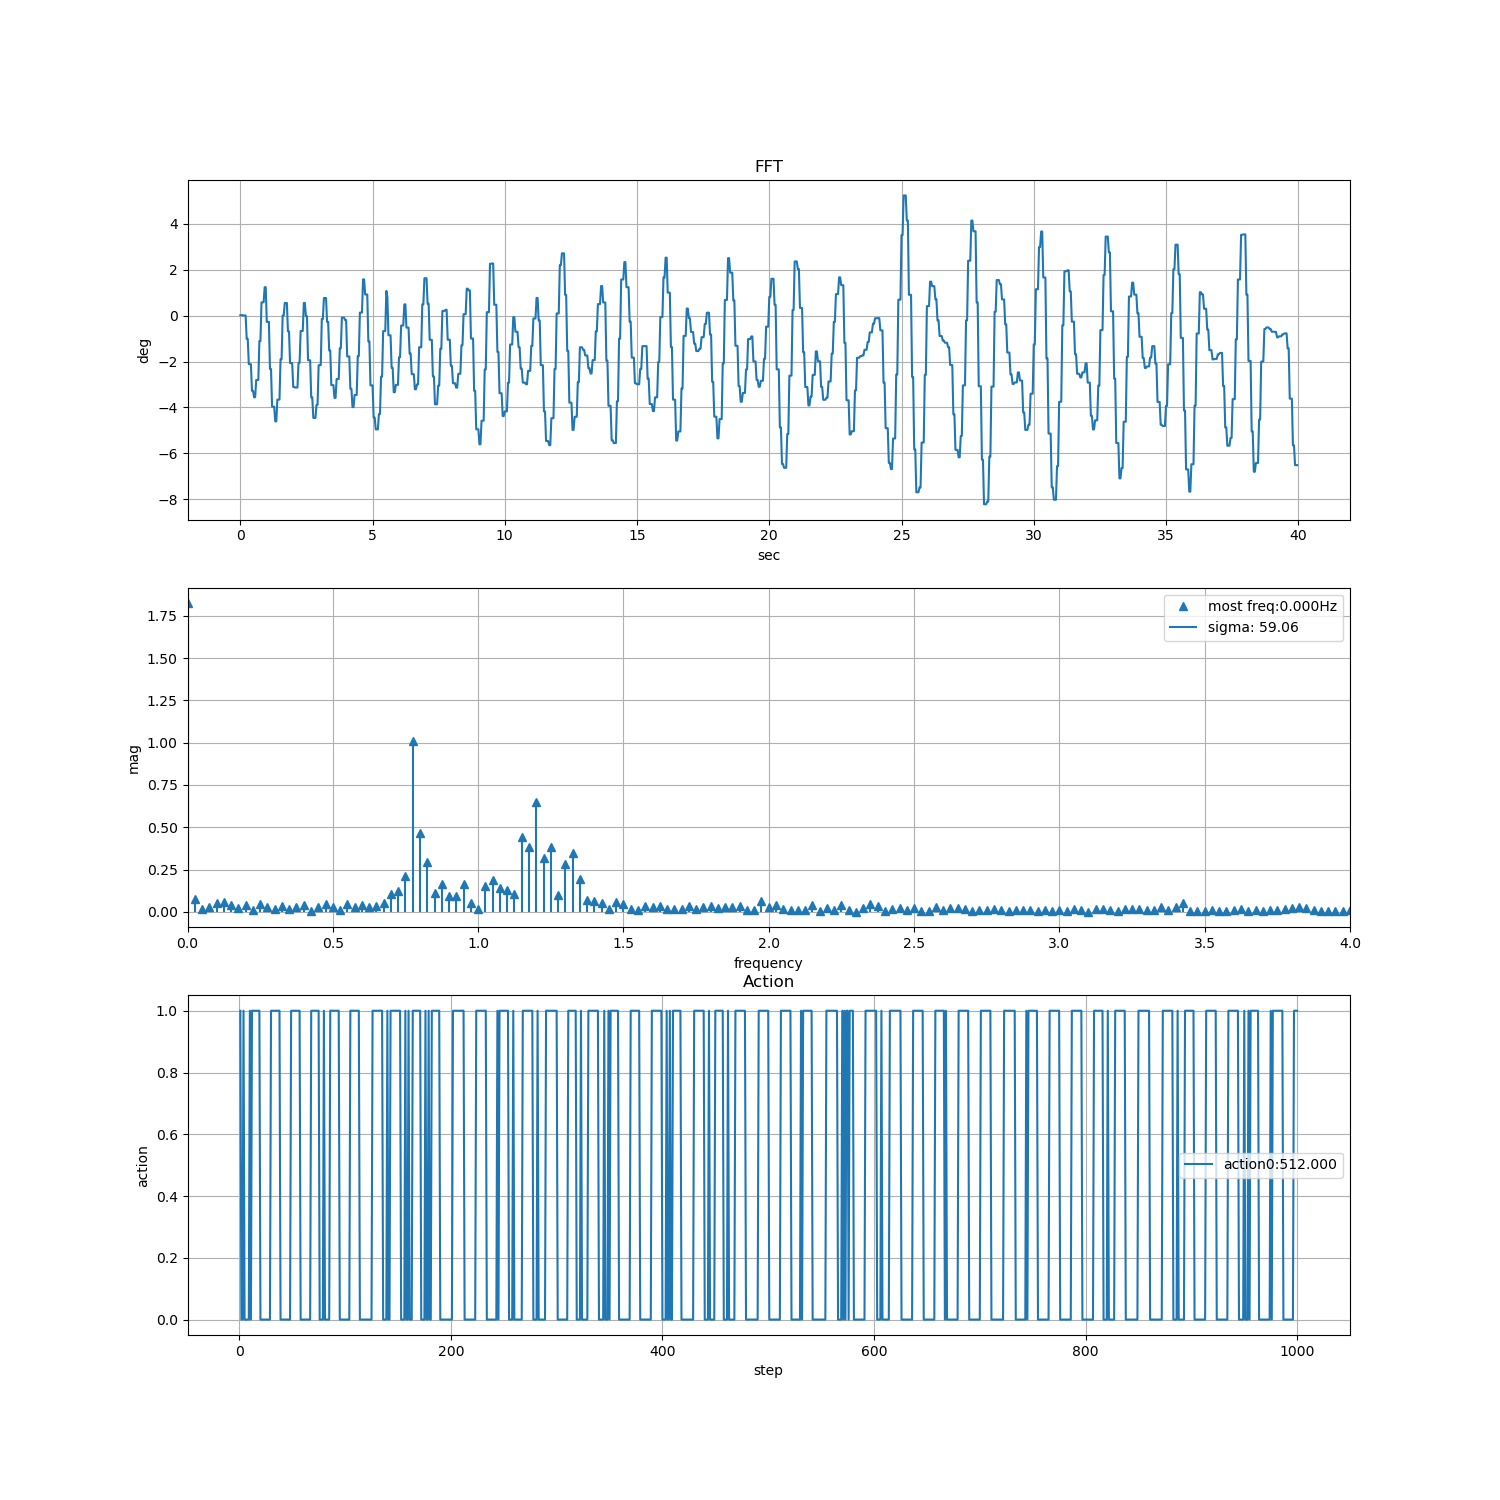 FFT
4
2
0
−2
−4
−6
−8
deg
0 5 10 15 20 25 30 35 40
sec
1.75
1.50
1.25
1.00
0.75
0.50
0.25
0.00
mag
most freq:0.000Hz
sigma: 59.06
0.0 0.5 1.0 1.5 2.0 2.5 3.0 3.5 4.0
frequency
Action
1.0
0.8
0.6
0.4
0.2
0.0
action
action0:512.000
0 200 400 600 800 1000
step